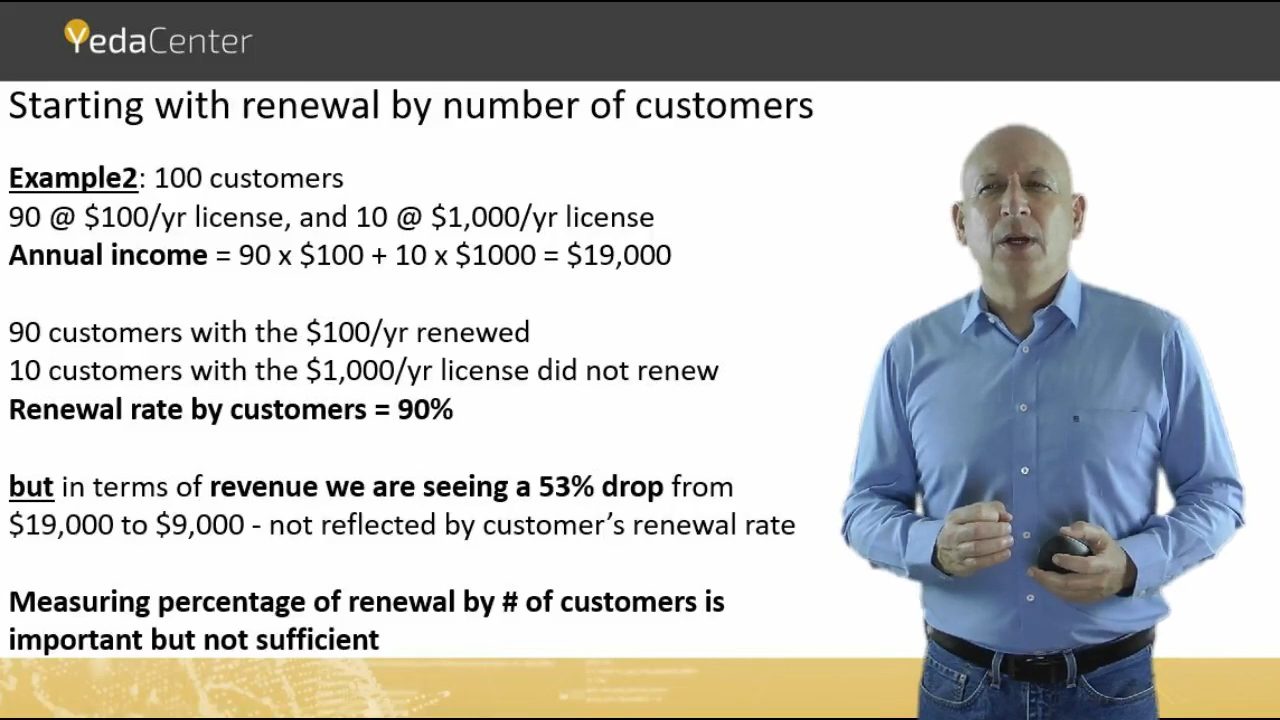 YedaCenter
Starting with renewal by number of customers
Example2: 100 customers
90 @ $100/yr license, and 10 @ $1,000/yr license
Annual income = 90 x $100 + 10 x $1000 = $19,000
90 customers with the $100/yr renewed
10 customers with the $1,000/yr license did not renew
Renewal rate by customers = 90%
but in terms of revenue we are seeing a 53% drop from
$19,000 to $9,000 - not reflected by customer’s renewal rate
Measuring percentage of renewal by # of customers is
important but not sufficient